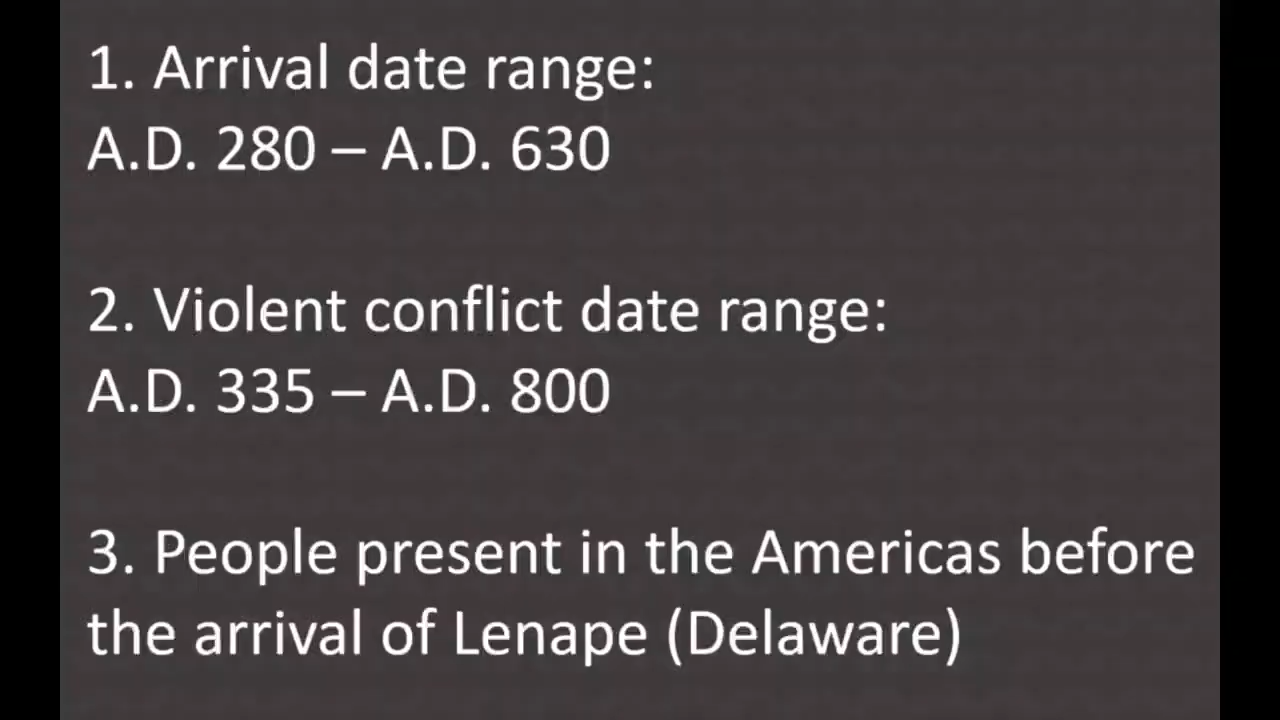 1. Arrival date range:
A.D. 280 – A.D. 630
2. Violent conflict date range:
A.D. 335 – A.D. 800
3. People present in the Americas before
the arrival of Lenape (Delaware)